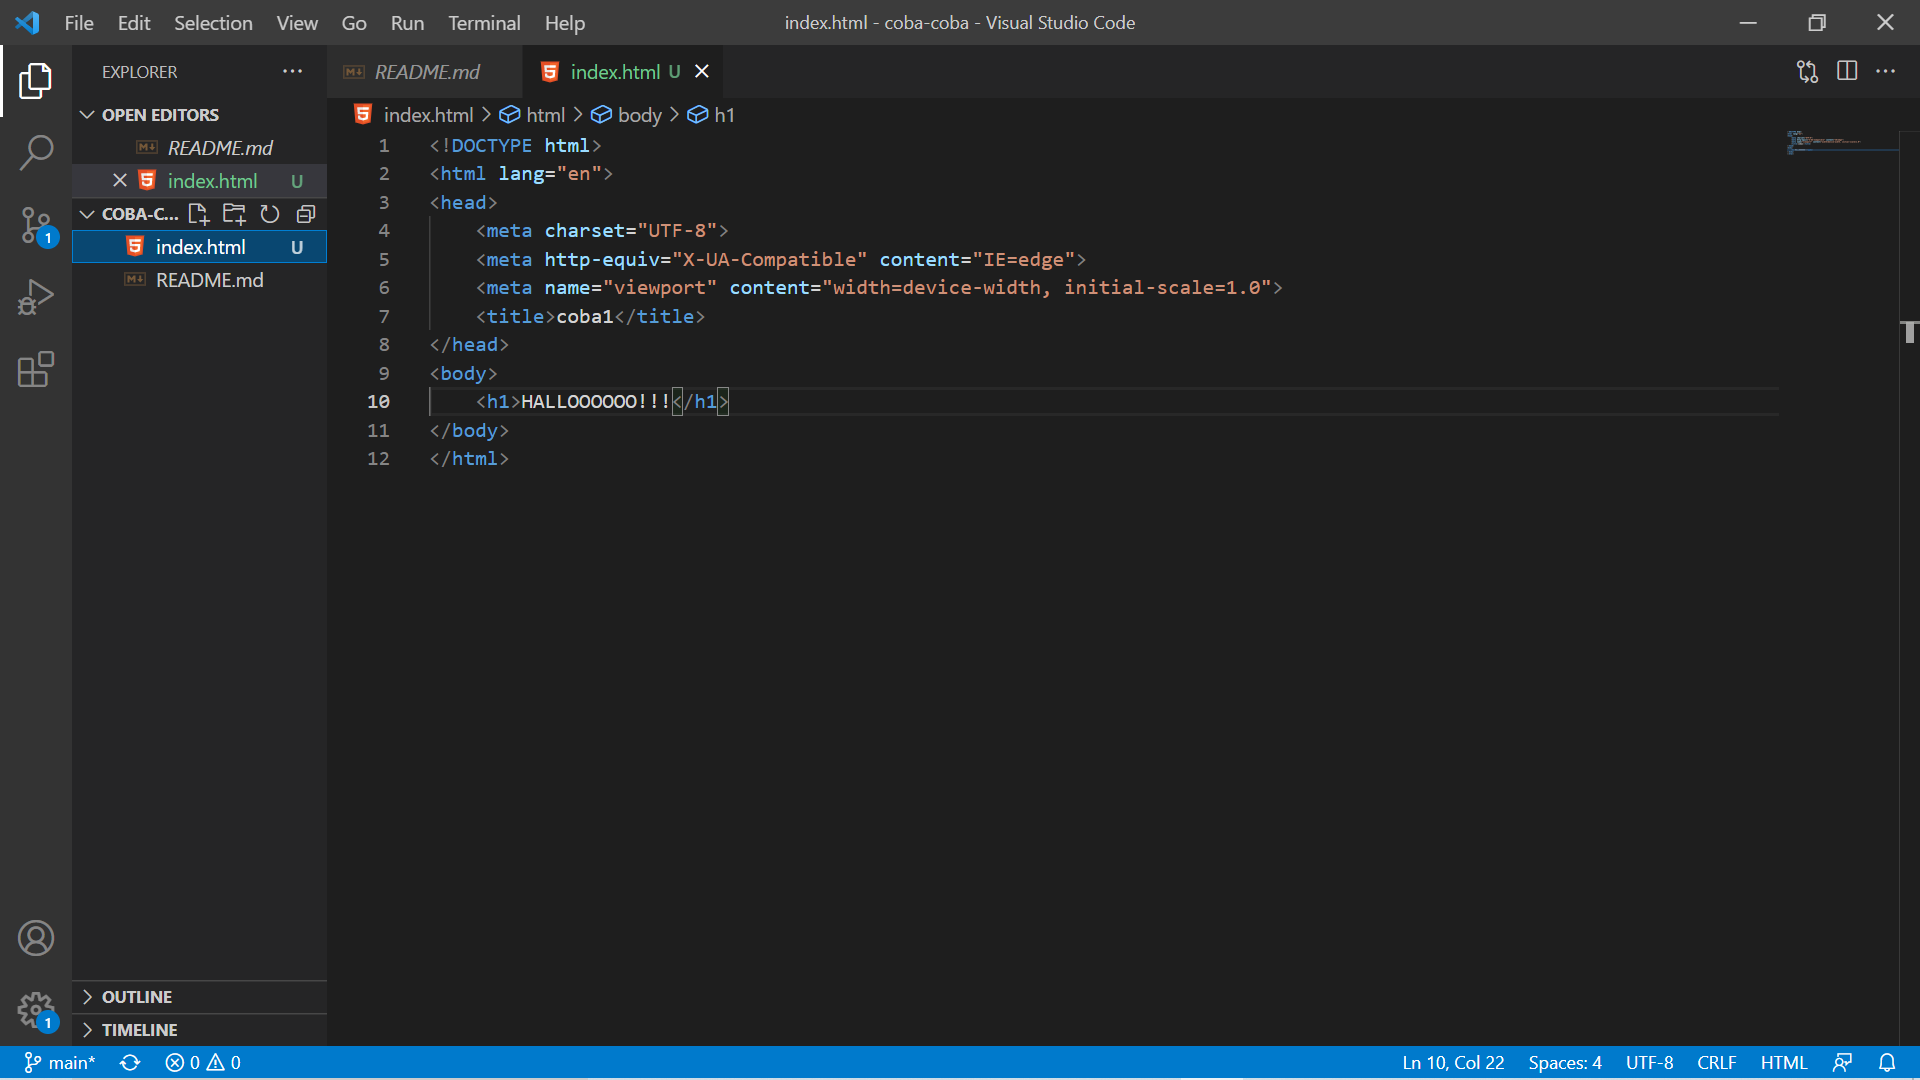 File Edit Selection View Go Run Terminal Help
index.html - coba-coba - Visual Studio Code
EXPLORER
README.md
index.html U
OPEN EDITORS
README.md
index.html U
COBA-C...
index.html U
README.md
index.html > html > body > h1
1 <!DOCTYPE html>
2 <html lang="en">
3 <head>
4 <meta charset="UTF-8">
5 <meta http-equiv="X-UA-Compatible" content="IE=edge">
6 <meta name="viewport" content="width=device-width, initial-scale=1.0">
7 <title>coba1</title>
8 </head>
9 <body>
10 <h1>HALLOOOOOO!!!</h1>
11 </body>
12 </html>
1
1
OUTLINE
TIMELINE
main* 0 0
Ln 10, Col 22 Spaces: 4 UTF-8 CRLF HTML